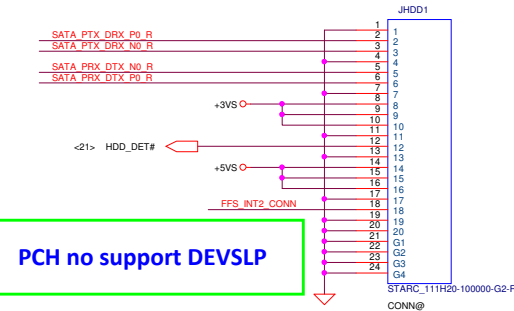 JHDD1
1 1
SATA_PTX_DRX_P0_R 2 2
SATA_PTX_DRX_N0_R 3 3
4 4
SATA_PRX_DTX_N0_R 5 5
SATA_PRX_DTX_P0_R 6 6
7 7
+3VS 8 8
9 9
10 10
11 11
<21> HDD_DET# 12 12
13 13
+5VS 14 14
15 15
16 16
17 17
FFS_INT2_CONN 18 18
19 19
20 20
21 G1
22 G2
23 G3
24 G4
PCH no support DEVSLP
STARC_111H20-100000-G2-R
CONN@